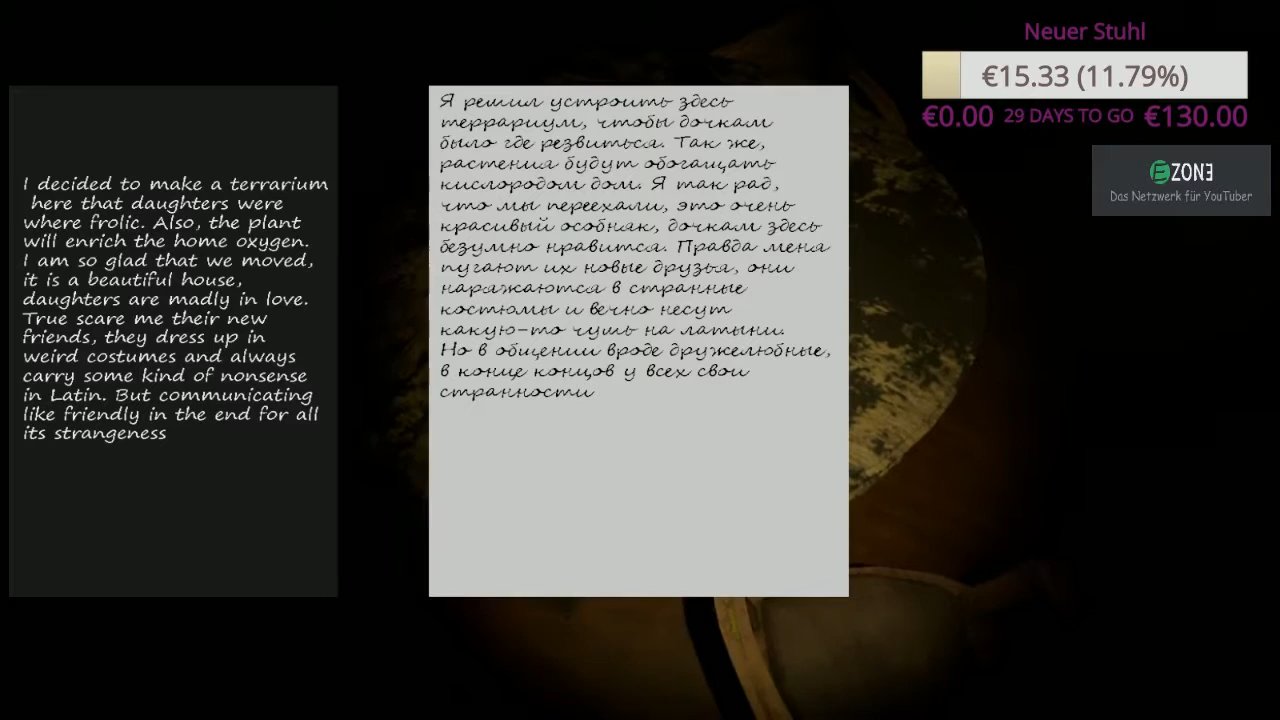 Neuer Stuhl
€15.33 (11.79%)
€0.00 29 DAYS TO GO €130.00
EZON3
Das Netzwerk für YouTuber
I decided to make a terrarium
here that daughters were
where frolic. Also, the plant
will enrich the home oxygen.
I am so glad that we moved,
it is a beautiful house,
daughters are madly in love.
True scare me their new
friends, they dress up in
weird costumes and always
carry some kind of nonsense
in Latin. But communicating
like friendly in the end for all
its strangeness
Я решил устроить здесь
террариум, чтобы дочкам
было где резвиться. Так же,
растения будут обогащать
кислородом дом. Я так рад,
что мы переехали, это очень
красивый особняк, дочкам здесь
безумно нравится. Правда меня
пугают их новые друзья, они
наряжаются в странные
костюмы и вечно несут
какую-то чушь на латыни.
Но в общении вроде дружелюбные,
в конце концов у всех свои
странности